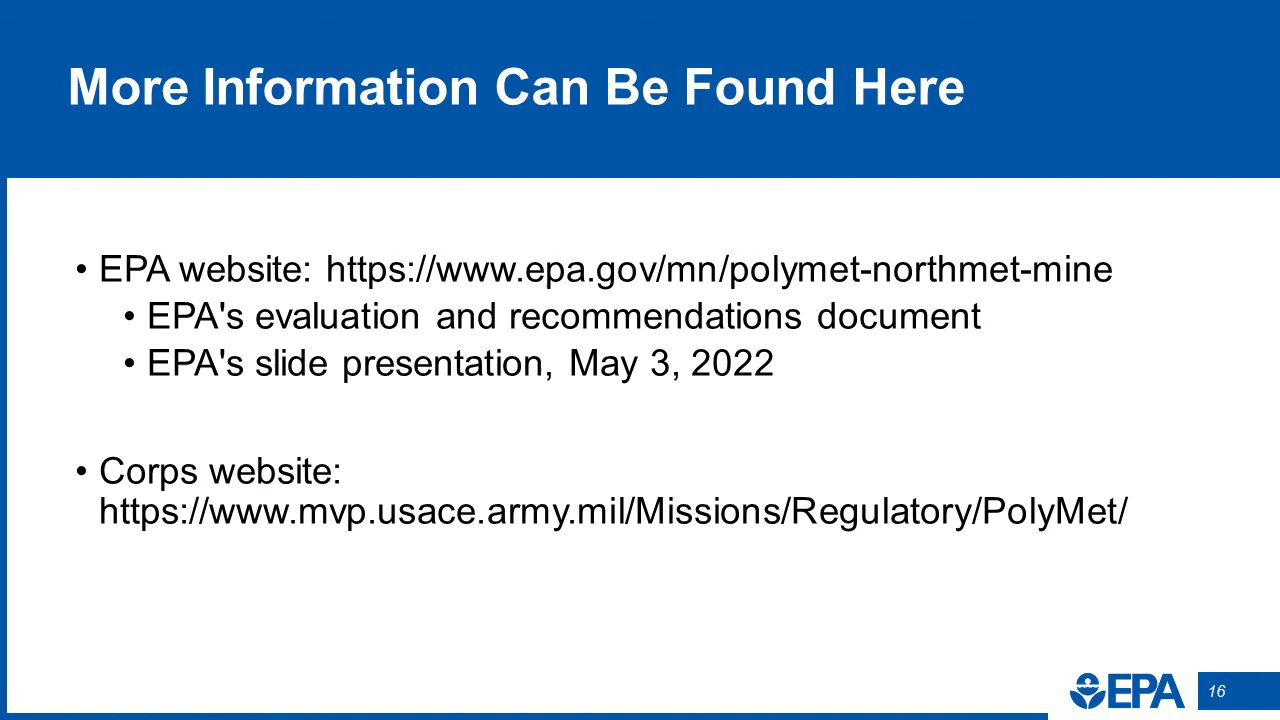 More Information Can Be Found Here
• EPA website: https://www.epa.gov/mn/polymet-northmet-mine
• EPA's evaluation and recommendations document
• EPA's slide presentation, May 3, 2022
• Corps website:
https://www.mvp.usace.army.mil/Missions/Regulatory/PolyMet/
EPA
16